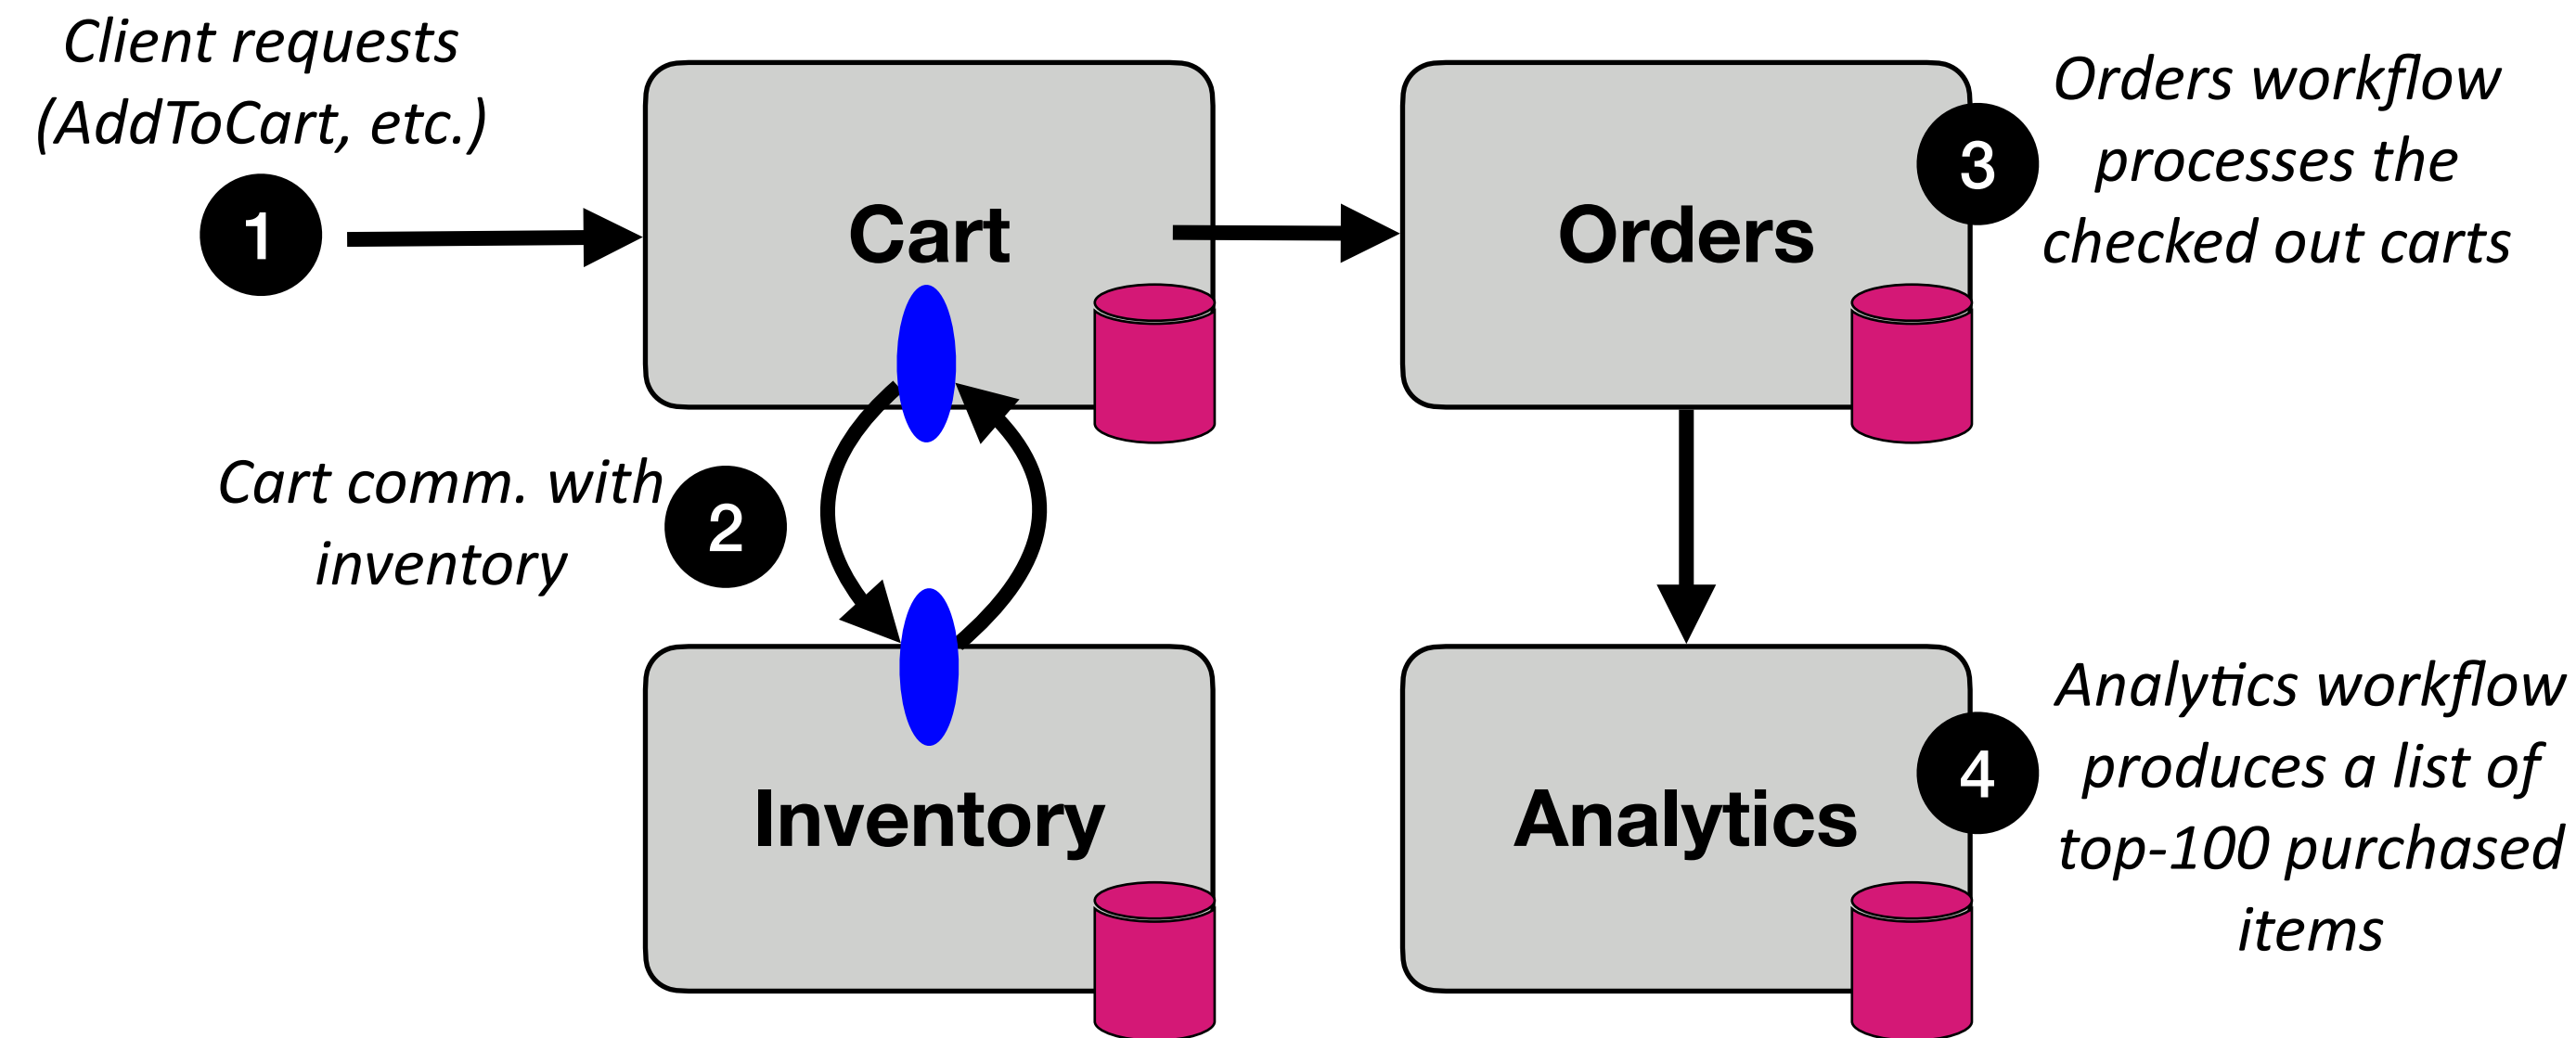 Client requests
(AddToCart, etc.)
1
Cart
Orders
3
Orders workflow
processes the
checked out carts
Cart comm. with
inventory
2
Inventory
Analytics
4
Analytics workflow
produces a list of
top-100 purchased
items